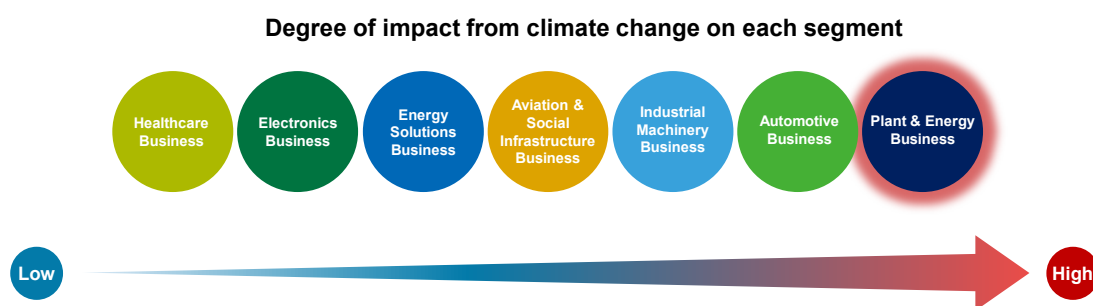 Degree of impact from climate change on each segment
Healthcare
Business
Electronics
Business
Energy
Solutions
Business
Aviation &
Social
Infrastructure
Business
Industrial
Machinery
Business
Automotive
Business
Plant & Energy
Business
Low
High